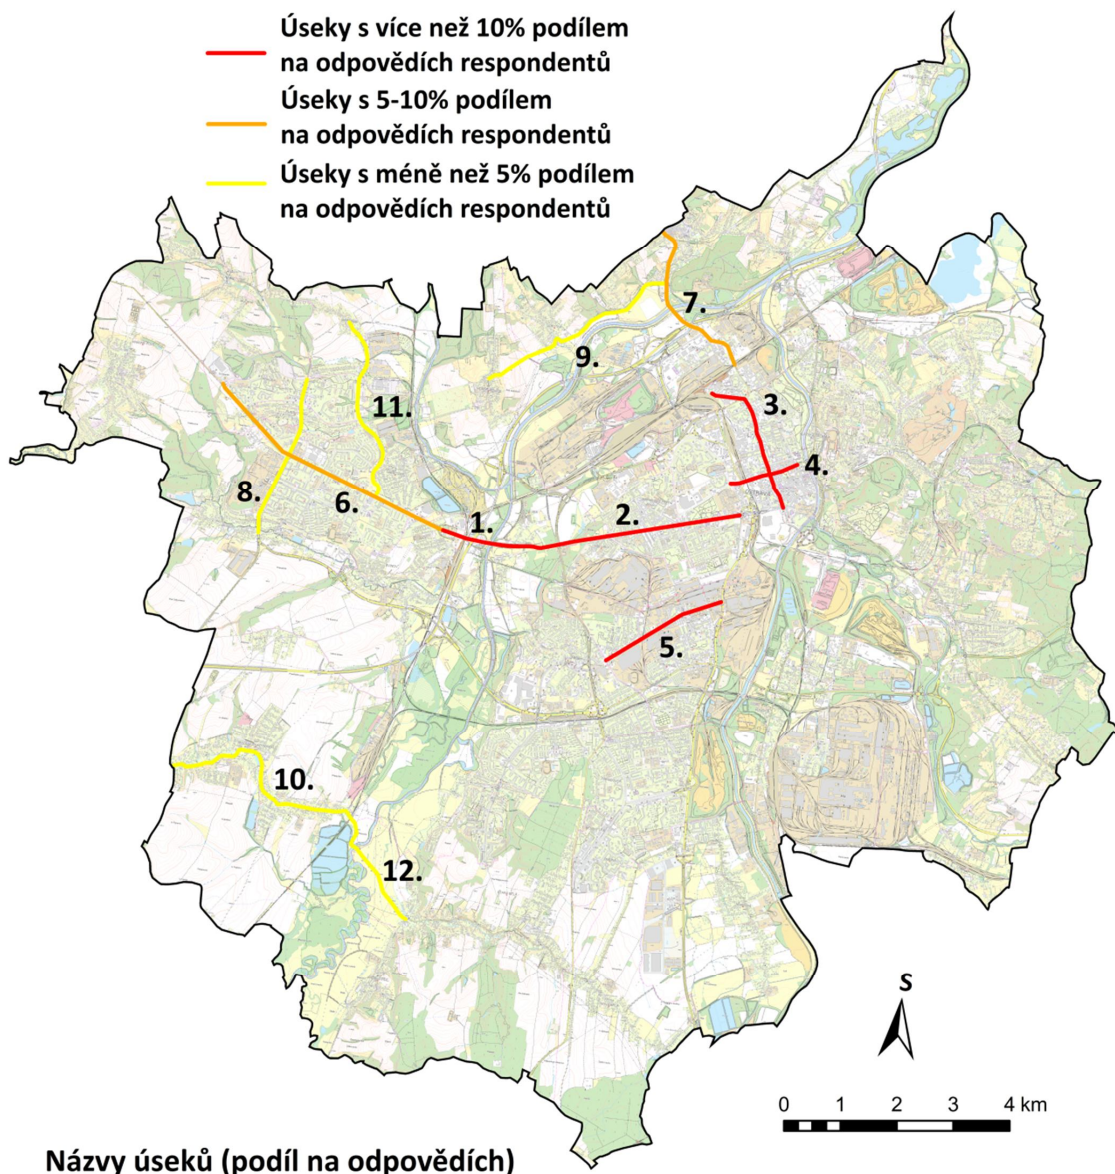 Úseky s více než 10% podílem
na odpovědích respondentů
Úseky s 5-10% podílem
na odpovědích respondentů
Úseky s méně než 5% podílem
na odpovědích respondentů
7.
9.
3.
11.
4.
8.
6.
1.
2.
5.
10.
12.
S
0 1 2 3 4 km
Názvy úseků (podíl na odpovědích)